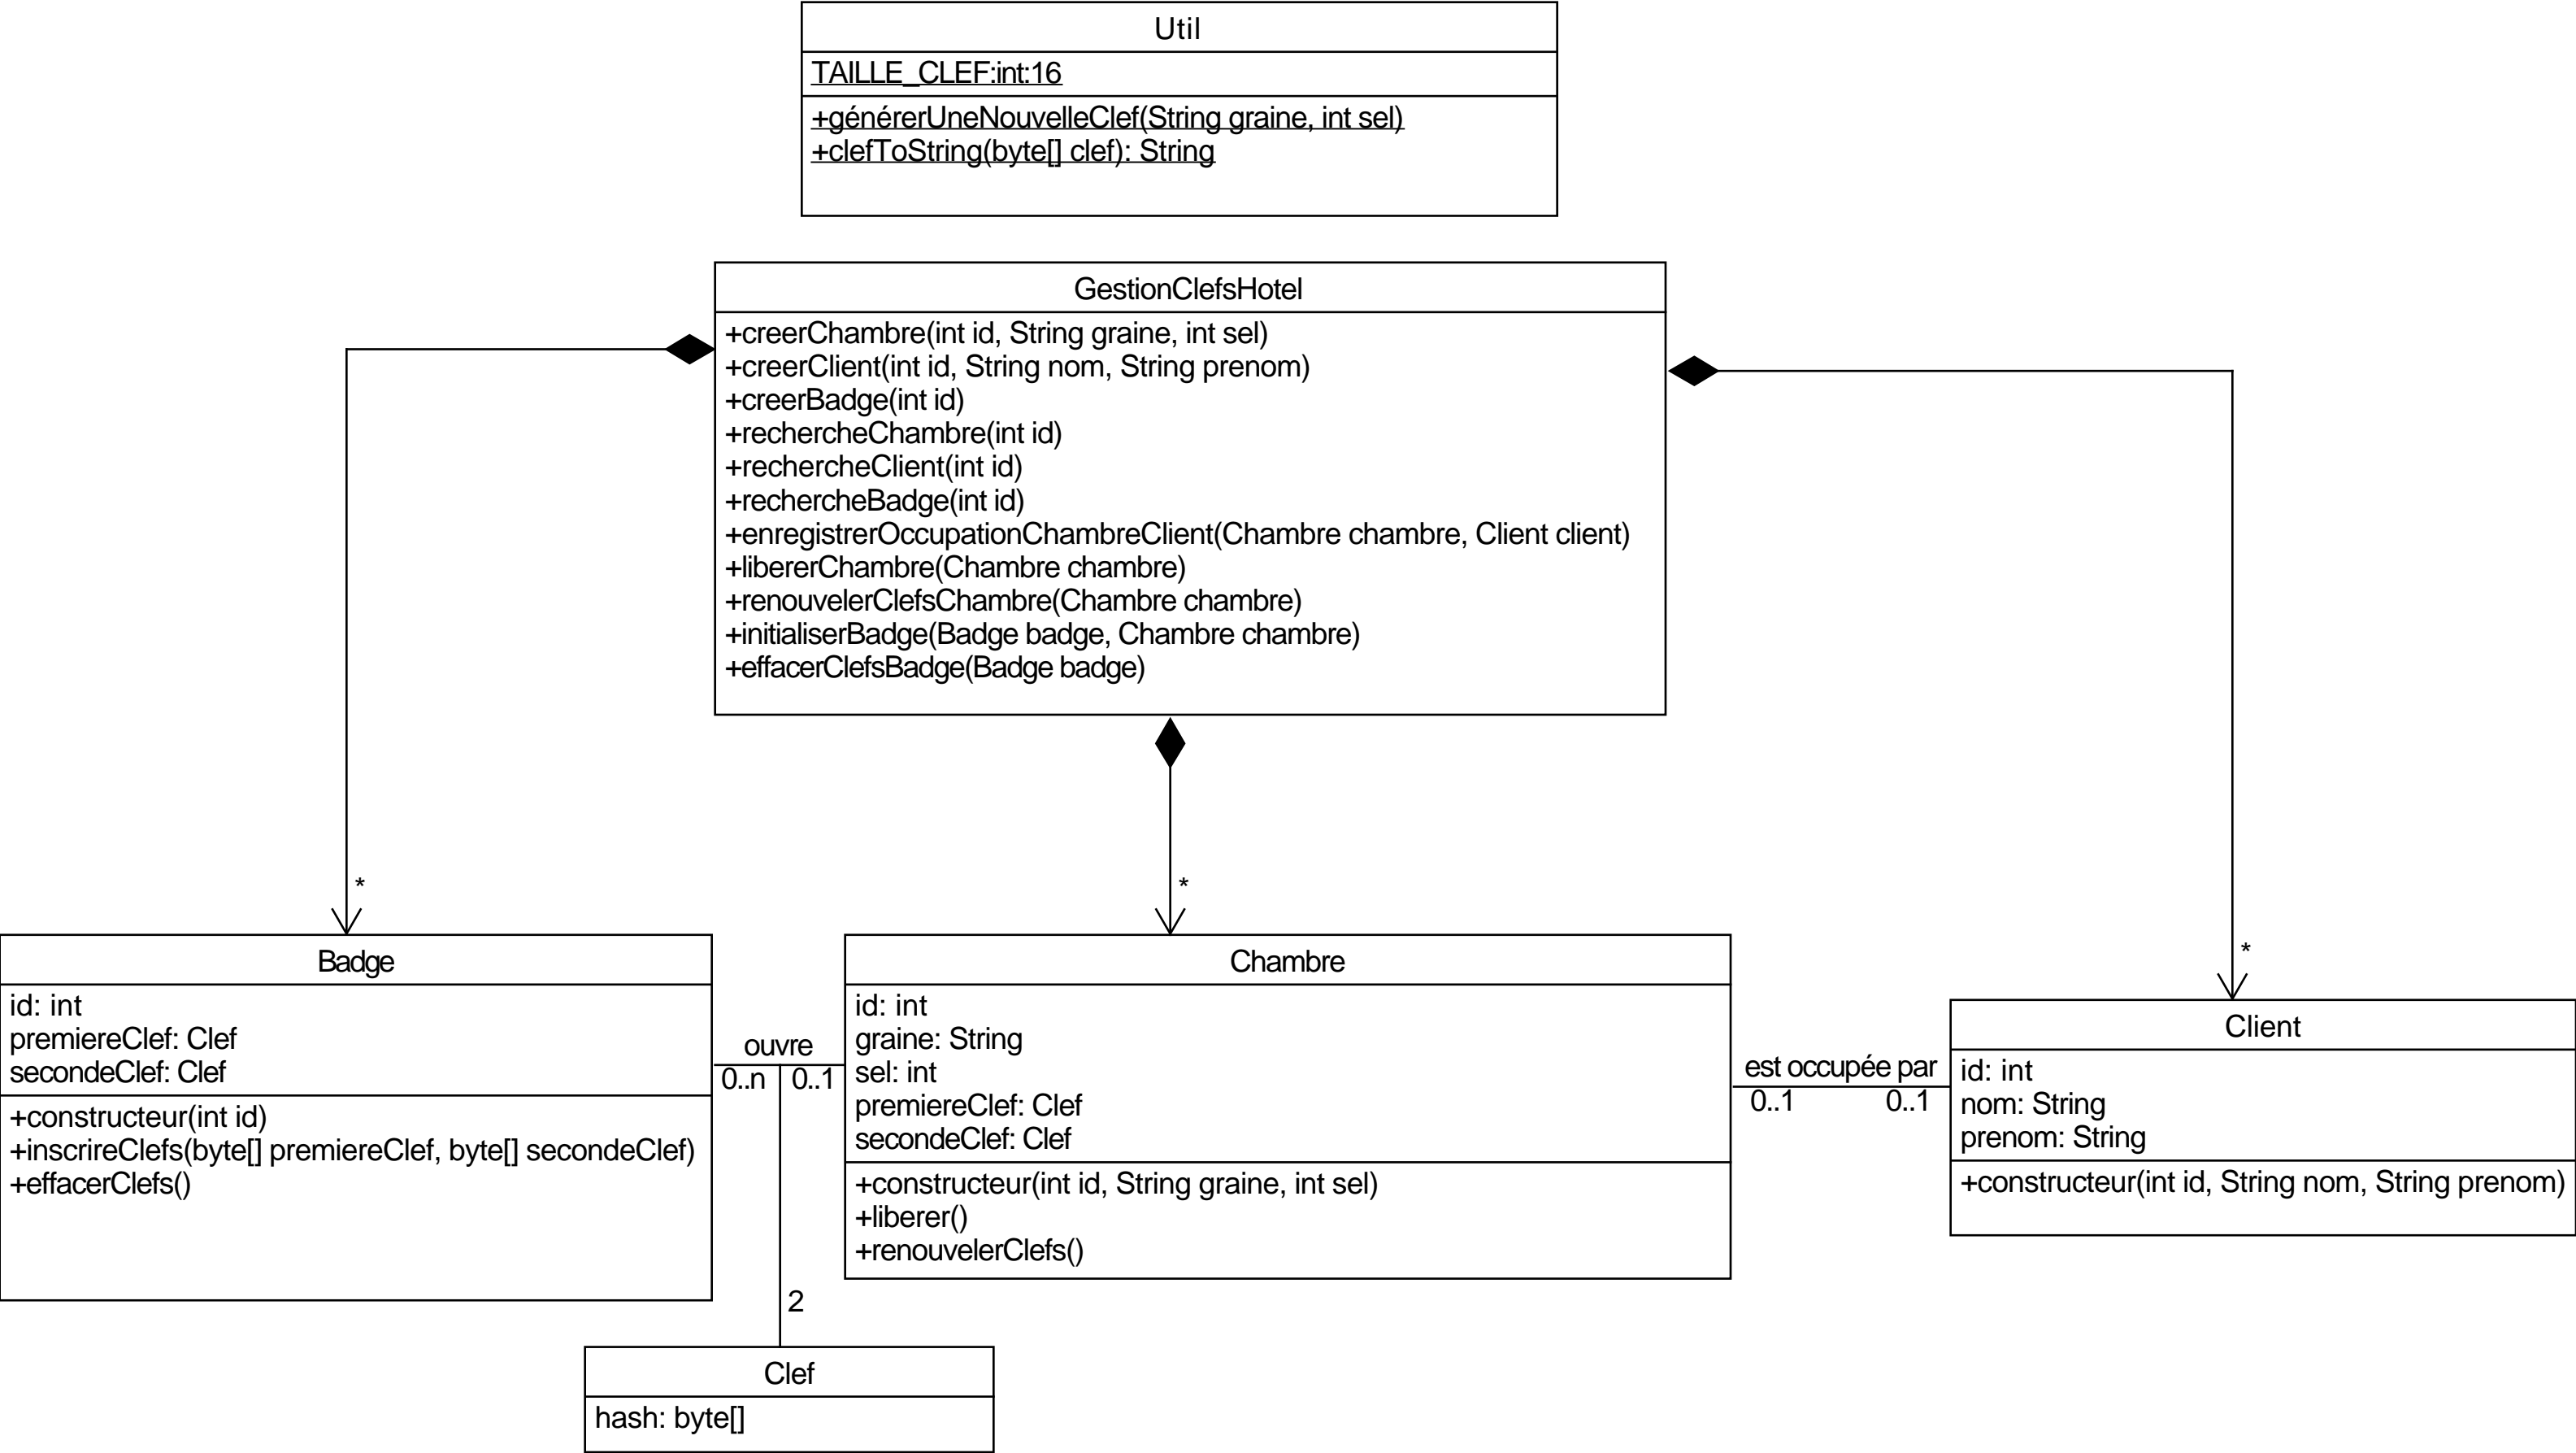 Util
TAILLE_CLEF:int:16
+générerUneNouvelleClef(String graine, int sel)
+clefToString(byte[] clef): String
GestionClefsHotel
+creerChambre(int id, String graine, int sel)
+creerClient(int id, String nom, String prenom)
+creerBadge(int id)
+rechercheChambre(int id)
+rechercheClient(int id)
+rechercheBadge(int id)
+enregistrerOccupationChambreClient(Chambre chambre, Client client)
+libererChambre(Chambre chambre)
+renouvelerClefsChambre(Chambre chambre)
+initialiserBadge(Badge badge, Chambre chambre)
+effacerClefsBadge(Badge badge)
*
*
*
Badge
id: int
premiereClef: Clef
secondeClef: Clef
+constructeur(int id)
+inscrireClefs(byte[] premiereClef, byte[] secondeClef)
+effacerClefs()
ouvre
0..n
0..1
2
Chambre
id: int
graine: String
sel: int
premiereClef: Clef
secondeClef: Clef
+constructeur(int id, String graine, int sel)
+liberer()
+renouvelerClefs()
est occupée par
0..1
0..1
Client
id: int
nom: String
prenom: String
+constructeur(int id, String nom, String prenom)
Clef
hash: byte[]